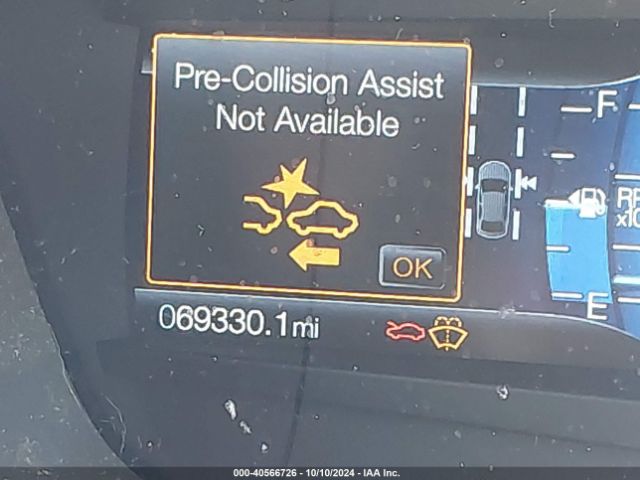 Pre-Collision Assist
Not Available
OK
F
E
069330.1mi
000-40566726 - 10/10/2024 - IAA Inc.